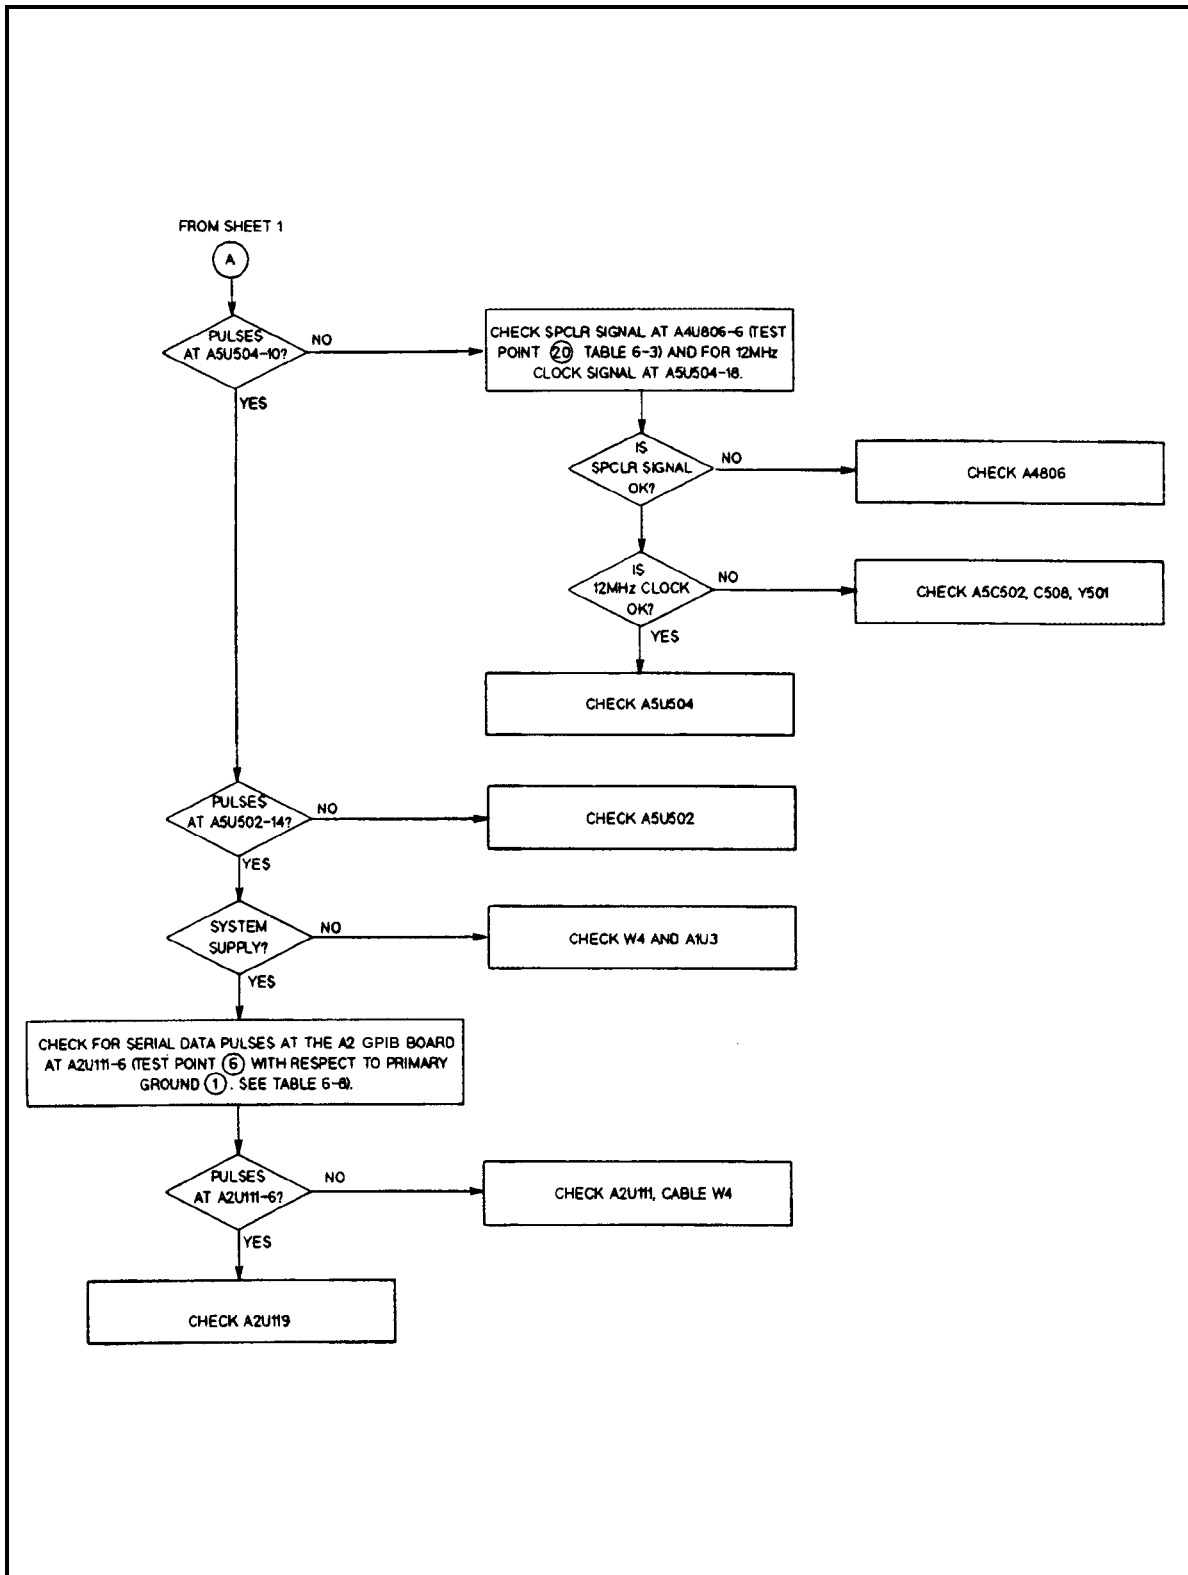 FROM SHEET 1
A
PULSES
AT A5U504-10?
NO
YES
CHECK SPCLR SIGNAL AT A4U806-6 (TEST
POINT 20 TABLE 6-3) AND FOR 12MHz
CLOCK SIGNAL AT A5U504-18.
IS
SPCLR SIGNAL
OK?
NO
CHECK A4806
IS
12MHz CLOCK
OK?
NO
YES
CHECK A5C502, C508, Y501
CHECK A5U504
PULSES
AT A5U502-14?
NO
YES
CHECK A5U502
SYSTEM
SUPPLY?
NO
YES
CHECK W4 AND A1U3
CHECK FOR SERIAL DATA PULSES AT THE A2 GPIB BOARD
AT A2U111-6 (TEST POINT 6 WITH RESPECT TO PRIMARY
GROUND 1. SEE TABLE 6-6).
PULSES
AT A2U111-6?
NO
YES
CHECK A2U111, CABLE W4
CHECK A2U119